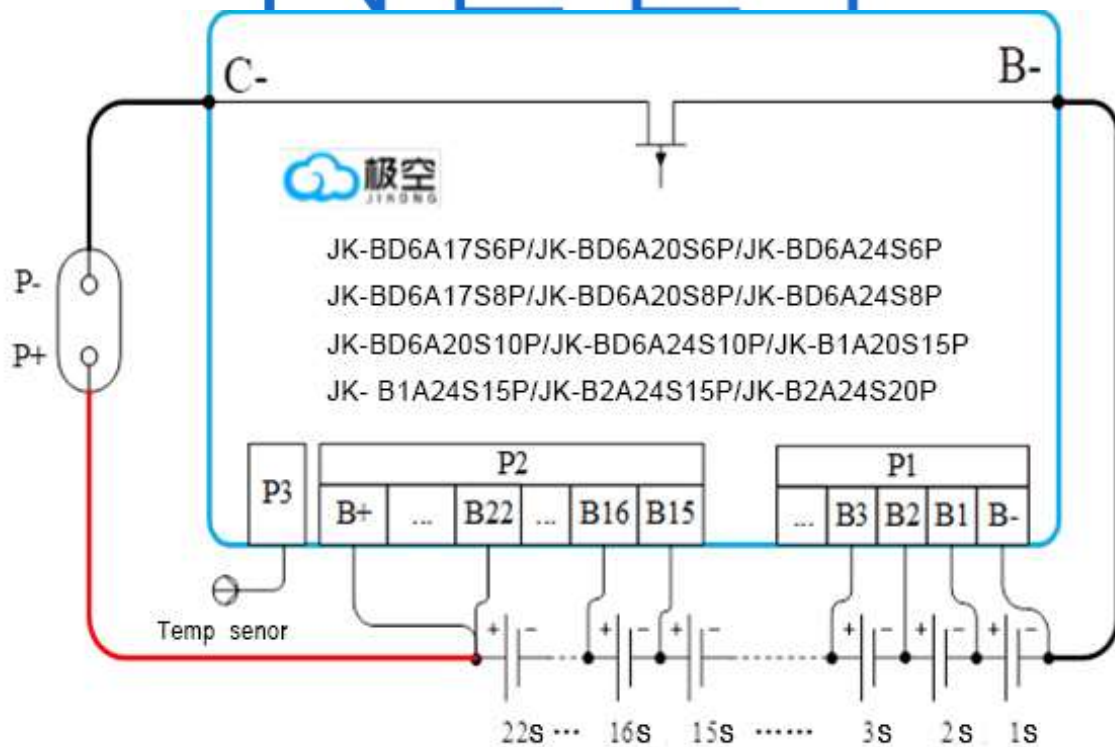 C-
B-
极空
JIKONG
JK-BD6A17S6P/JK-BD6A20S6P/JK-BD6A24S6P
JK-BD6A17S8P/JK-BD6A20S8P/JK-BD6A24S8P
JK-BD6A20S10P/JK-BD6A24S10P/JK-B1A20S15P
JK- B1A24S15P/JK-B2A24S15P/JK-B2A24S20P
P-
P+
P3
P2
P1
B+ ... B22 ... B16 B15
... B3 B2 B1 B-
Temp senor
+ - + - + - + - + - + -
22s ··· 16s 15s ······ 3s 2s 1s